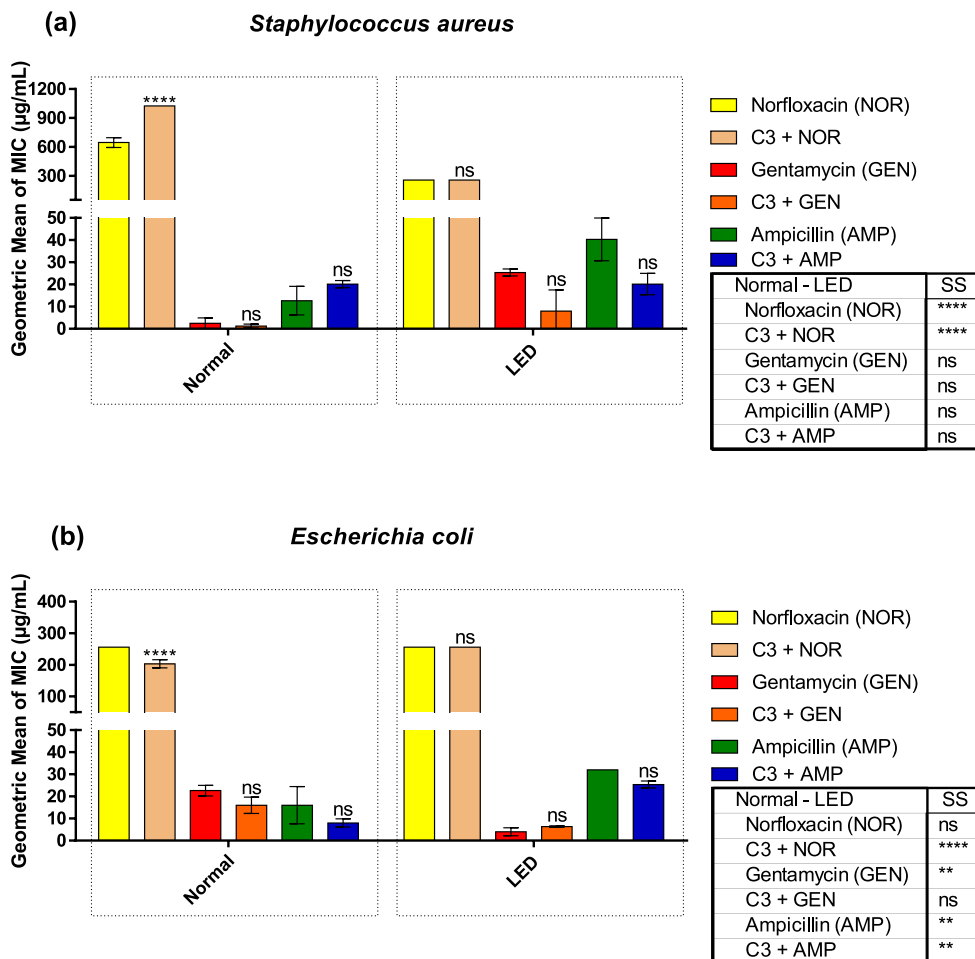 (a)
Staphylococcus aureus
Geometric Mean of MIC (µg/mL)
1200
900
600
300
50
40
30
20
10
0
****
ns
ns
ns
ns
ns
Normal
LED
Norfloxacin (NOR)
C3 + NOR
Gentamycin (GEN)
C3 + GEN
Ampicillin (AMP)
C3 + AMP
Normal - LED SS
Norfloxacin (NOR) ****
C3 + NOR ****
Gentamycin (GEN) ns
C3 + GEN ns
Ampicillin (AMP) ns
C3 + AMP ns
(b)
Escherichia coli
Geometric Mean of MIC (µg/mL)
400
300
200
100
50
40
30
20
10
0
****
ns
ns
ns
ns
ns
Normal
LED
Norfloxacin (NOR)
C3 + NOR
Gentamycin (GEN)
C3 + GEN
Ampicillin (AMP)
C3 + AMP
Normal - LED SS
Norfloxacin (NOR) ns
C3 + NOR ****
Gentamycin (GEN) **
C3 + GEN ns
Ampicillin (AMP) **
C3 + AMP **